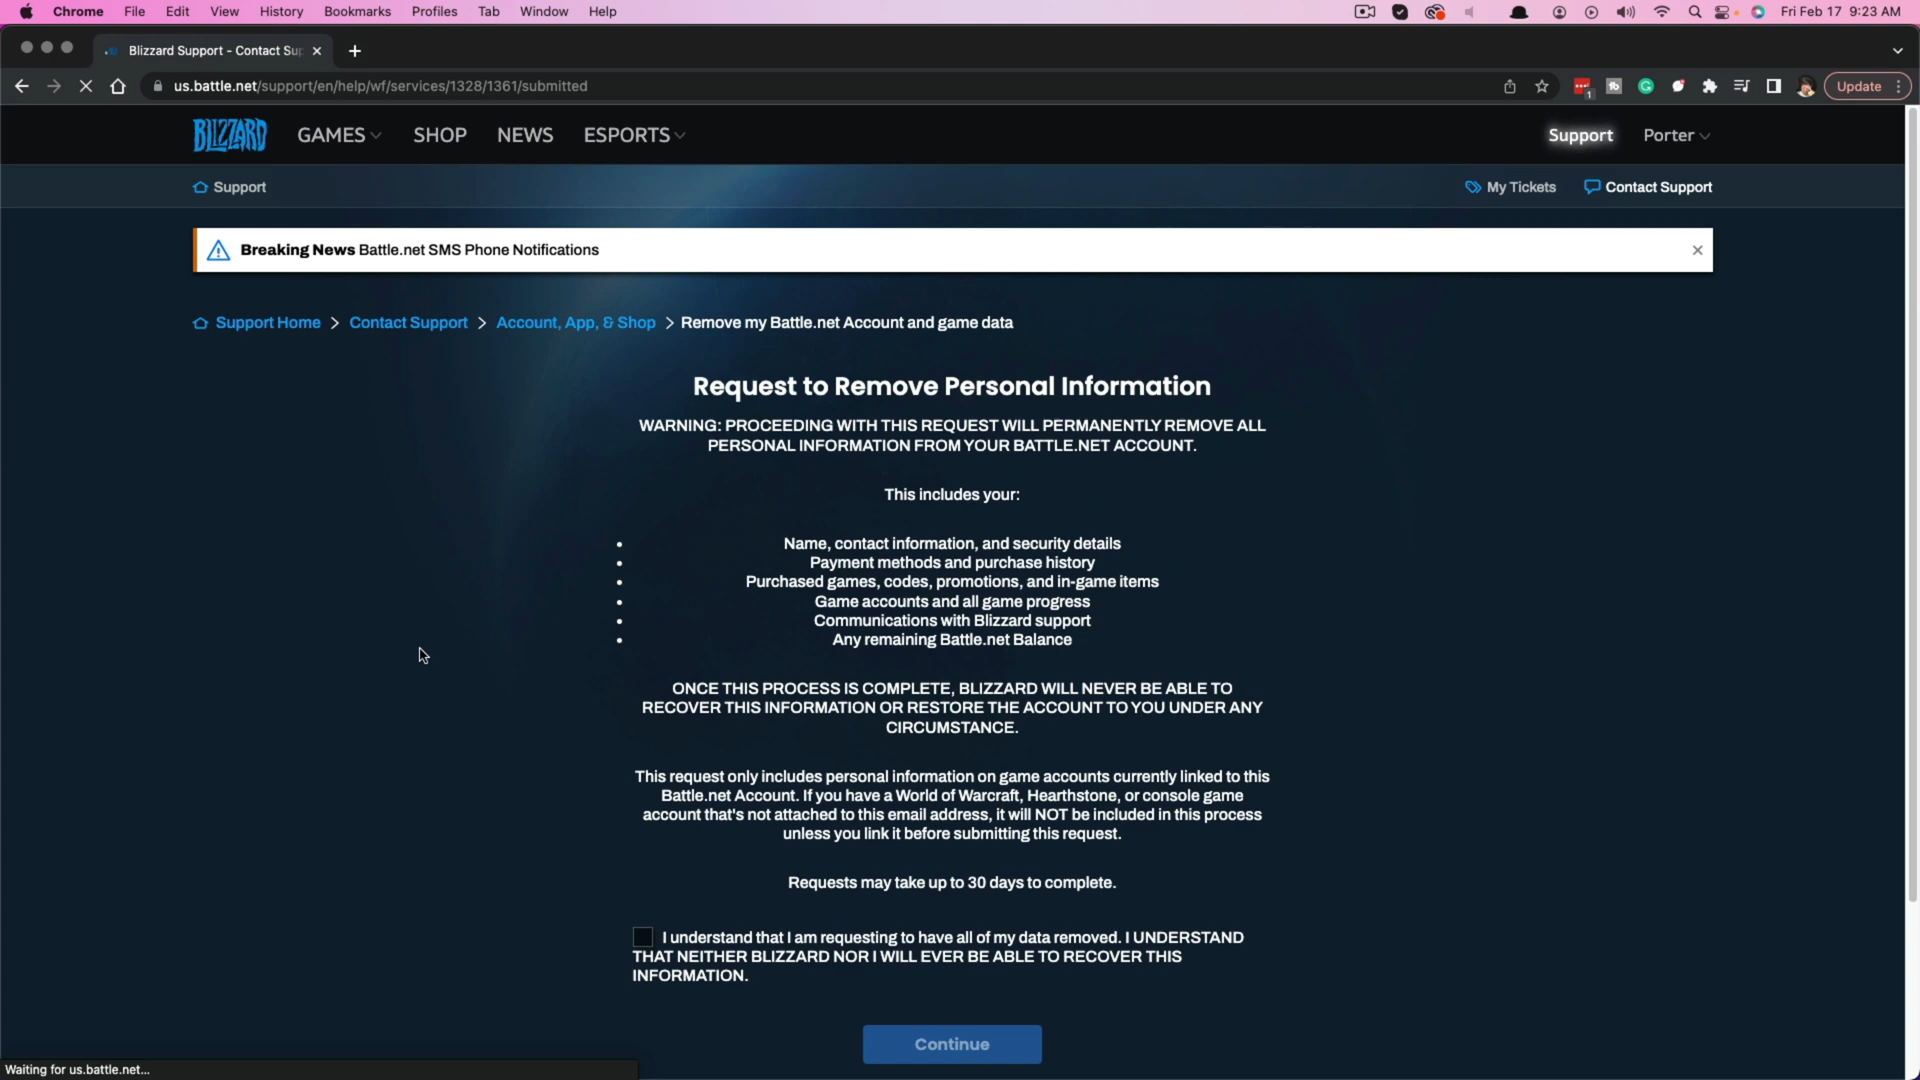 Chrome File Edit View History Bookmarks Profiles Tab Window Help Fri Feb 17 9:23 AM
Blizzard Support - Contact Sup
us.battle.net/support/en/help/wf/services/1328/1361/submitted
1
Update
BLIZZARD GAMES SHOP NEWS ESPORTS Support Porter
Support My Tickets Contact Support
Breaking News Battle.net SMS Phone Notifications
Support Home > Contact Support > Account, App, & Shop > Remove my Battle.net Account and game data
Request to Remove Personal Information
WARNING: PROCEEDING WITH THIS REQUEST WILL PERMANENTLY REMOVE ALL
PERSONAL INFORMATION FROM YOUR BATTLE.NET ACCOUNT.
This includes your:
• Name, contact information, and security details
• Payment methods and purchase history
• Purchased games, codes, promotions, and in-game items
• Game accounts and all game progress
• Communications with Blizzard support
• Any remaining Battle.net Balance
ONCE THIS PROCESS IS COMPLETE, BLIZZARD WILL NEVER BE ABLE TO
RECOVER THIS INFORMATION OR RESTORE THE ACCOUNT TO YOU UNDER ANY
CIRCUMSTANCE.
This request only includes personal information on game accounts currently linked to this
Battle.net Account. If you have a World of Warcraft, Hearthstone, or console game
account that's not attached to this email address, it will NOT be included in this process
unless you link it before submitting this request.
Requests may take up to 30 days to complete.
I understand that I am requesting to have all of my data removed. I UNDERSTAND
THAT NEITHER BLIZZARD NOR I WILL EVER BE ABLE TO RECOVER THIS
INFORMATION.
Continue
Waiting for us.battle.net...